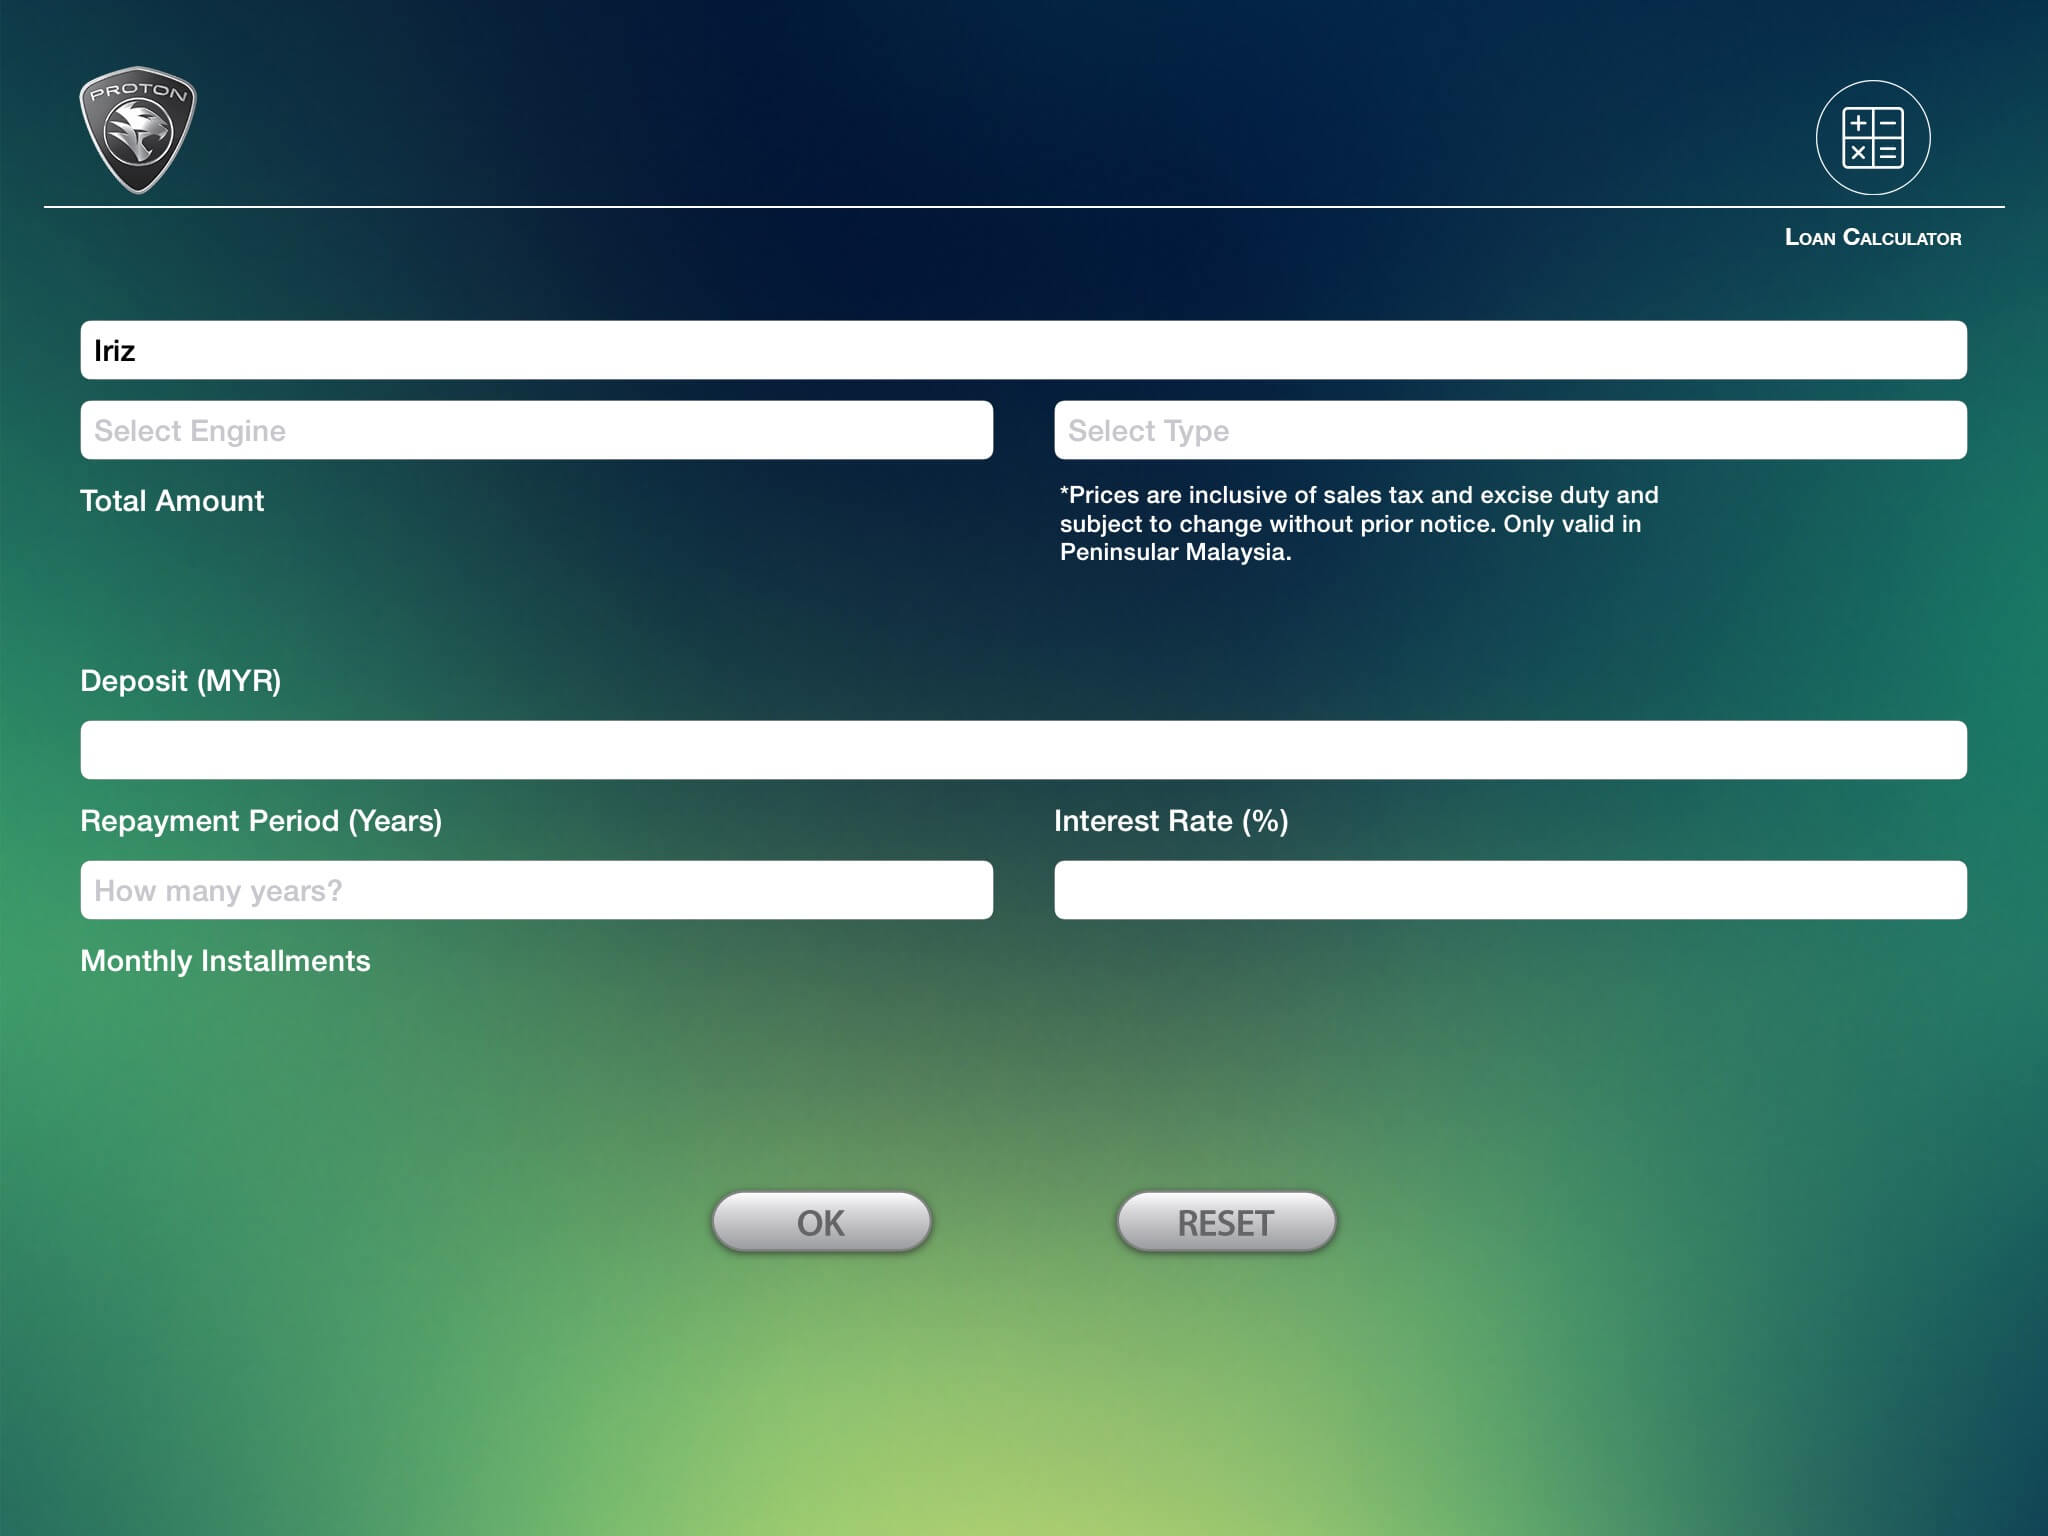 PROTON
Loan Calculator
Iriz
Select Engine
Select Type
Total Amount
*Prices are inclusive of sales tax and excise duty and
subject to change without prior notice. Only valid in
Peninsular Malaysia.
Deposit (MYR)
Repayment Period (Years)
Interest Rate (%)
How many years?
Monthly Installments
OK
RESET